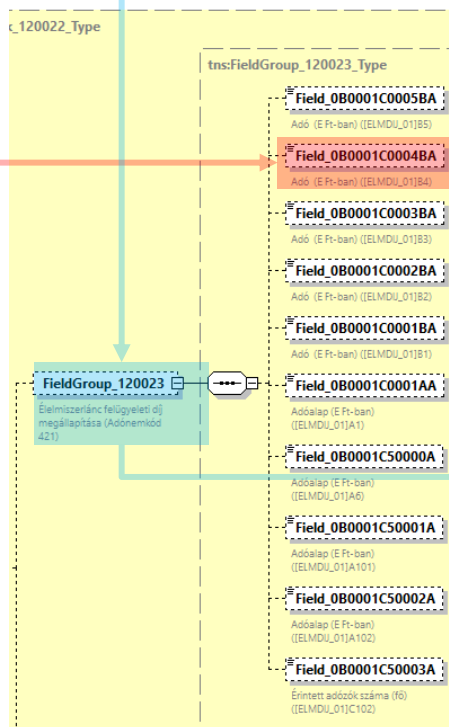 _120022_Type
tns:FieldGroup_120023_Type
Field_0B0001C0005BA
Adó (E Ft-ban) ([ELMDIJ_01]B5)
Field_0B0001C0004BA
Adó (E Ft-ban) ([ELMDIJ_01]B4)
Field_0B0001C0003BA
Adó (E Ft-ban) ([ELMDIJ_01]B3)
Field_0B0001C0002BA
Adó (E Ft-ban) ([ELMDIJ_01]B2)
Field_0B0001C0001BA
Adó (E Ft-ban) ([ELMDIJ_01]B1)
FieldGroup_120023
Élelmiszerlánc felügyeleti díj
megállapítása (Adónemkód
421)
Field_0B0001C0001AA
Adóalap (E Ft-ban)
([ELMDIJ_01]A1)
Field_0B0001C50000A
Adóalap (E Ft-ban)
([ELMDIJ_01]A6)
Field_0B0001C50001A
Adóalap (E Ft-ban)
([ELMDIJ_01]A101)
Field_0B0001C50002A
Adóalap (E Ft-ban)
([ELMDIJ_01]A102)
Field_0B0001C50003A
Érintett adózók száma (fő)
([ELMDIJ_01]C102)